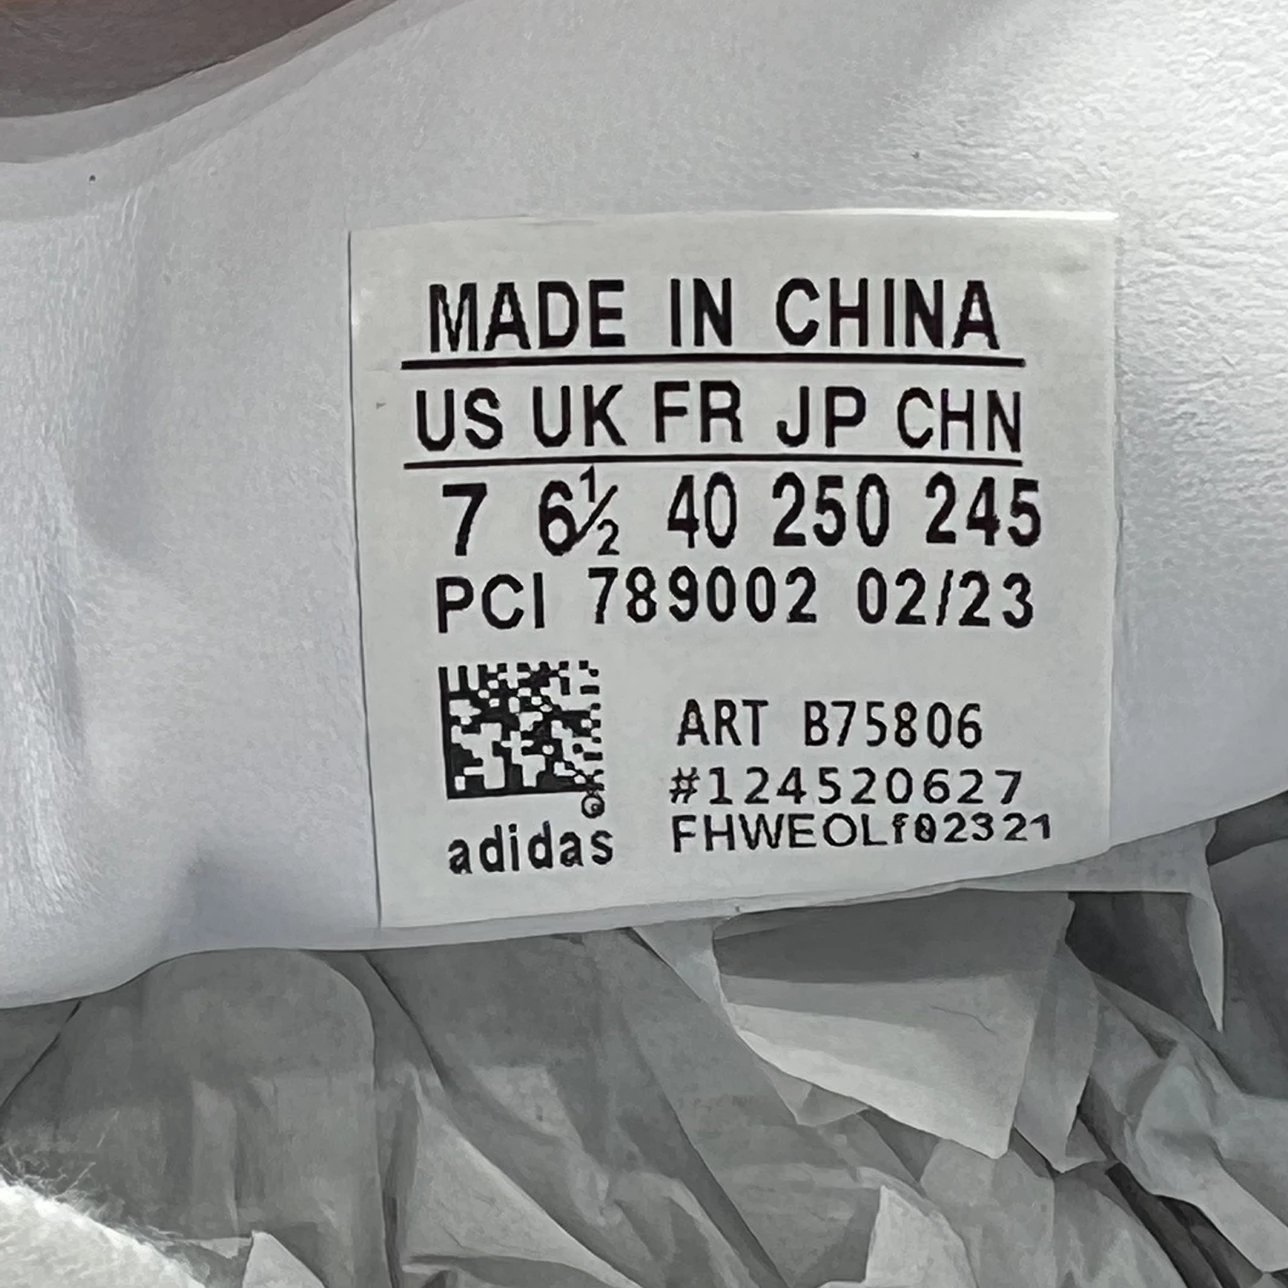 MADE IN CHINA
US UK FR JP CHN
7 6½ 40 250 245
PCI 789002 02/23
ART B75806
#124520627
FHWEOLf02321
adidas